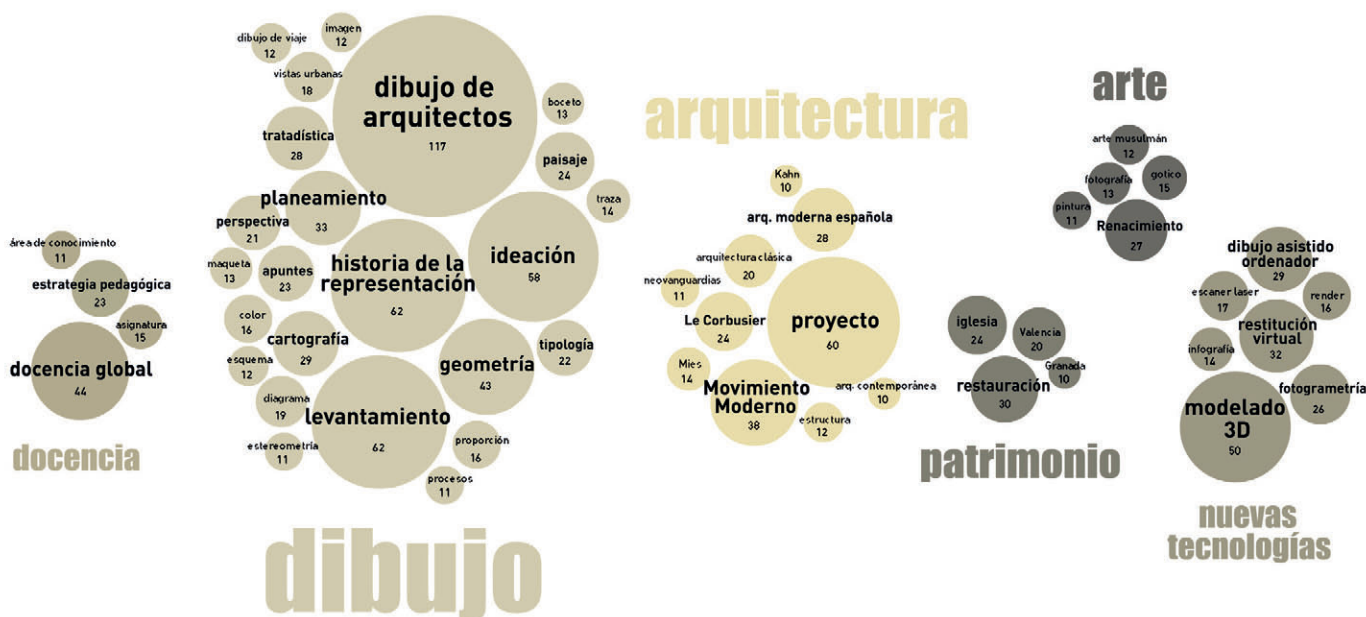 área de conocimiento
11
estrategia pedagógica
23
asignatura
15
docencia global
44
docencia
dibujo de viaje
12
imagen
12
vistas urbanas
18
dibujo de
arquitectos
117
boceto
13
tratadística
28
paisaje
24
planeamiento
33
traza
14
perspectiva
21
ideación
58
maqueta
13
apuntes
23
historia de la
representación
62
color
16
cartografía
29
geometría
43
tipología
22
esquema
12
diagrama
19
levantamiento
62
estereometría
11
proporción
16
procesos
11
dibujo
arquitectura
Kahn
10
arq. moderna española
28
arquitectura clásica
20
neovanguardias
11
Le Corbusier
24
proyecto
60
Mies
14
Movimiento
Moderno
38
arq. contemporánea
10
estructura
12
arte
arte musulmán
12
fotografía
13
gotico
15
pintura
11
Renacimiento
27
iglesia
24
Valencia
20
Granada
10
restauración
30
patrimonio
dibujo asistido
ordenador
29
escaner laser
17
render
16
restitución
virtual
32
infografía
14
fotogrametría
26
modelado
3D
50
nuevas
tecnologías